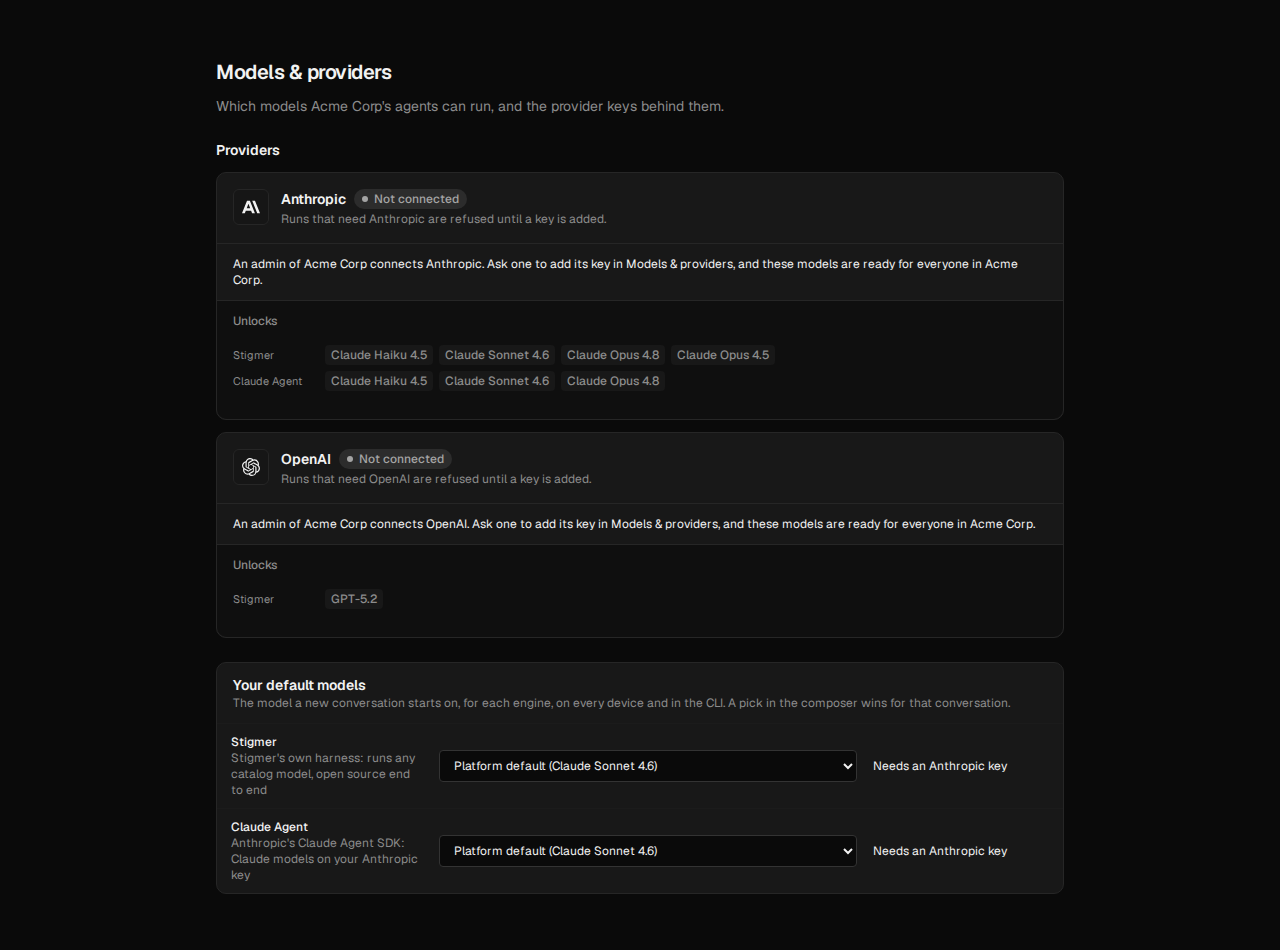 Models & providers
Which models Acme Corp's agents can run, and the provider keys behind them.
Providers
Anthropic Not connected
Runs that need Anthropic are refused until a key is added.
An admin of Acme Corp connects Anthropic. Ask one to add its key in Models & providers, and these models are ready for everyone in Acme
Corp.
Unlocks
Stigmer Claude Haiku 4.5 Claude Sonnet 4.6 Claude Opus 4.8 Claude Opus 4.5
Claude Agent Claude Haiku 4.5 Claude Sonnet 4.6 Claude Opus 4.8
OpenAI Not connected
Runs that need OpenAI are refused until a key is added.
An admin of Acme Corp connects OpenAI. Ask one to add its key in Models & providers, and these models are ready for everyone in Acme Corp.
Unlocks
Stigmer GPT-5.2
Your default models
The model a new conversation starts on, for each engine, on every device and in the CLI. A pick in the composer wins for that conversation.
Stigmer
Stigmer's own harness: runs any
catalog model, open source end
to end
Platform default (Claude Sonnet 4.6)
Needs an Anthropic key
Claude Agent
Anthropic's Claude Agent SDK:
Claude models on your Anthropic
key
Platform default (Claude Sonnet 4.6)
Needs an Anthropic key